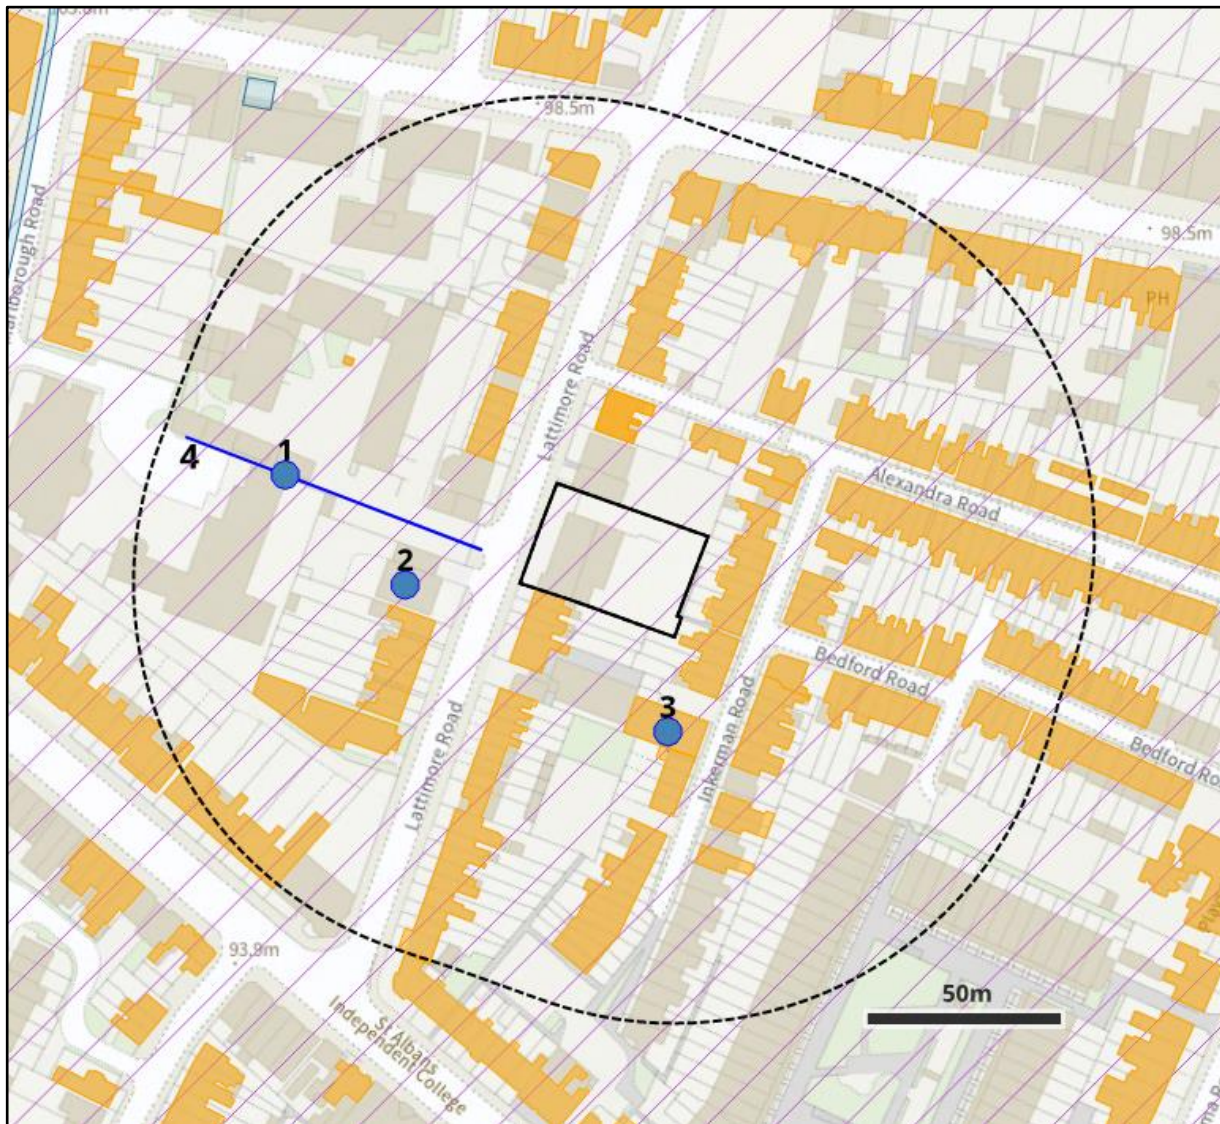 98.5m
98.5m
PH
Marlborough Road
Lattimore Road
1
4
2
Alexandra Road
Bedford Road
3
Inkerman Road
Lattimore Road
Bedford Ro
93.9m
50m
St Albans
Independent College